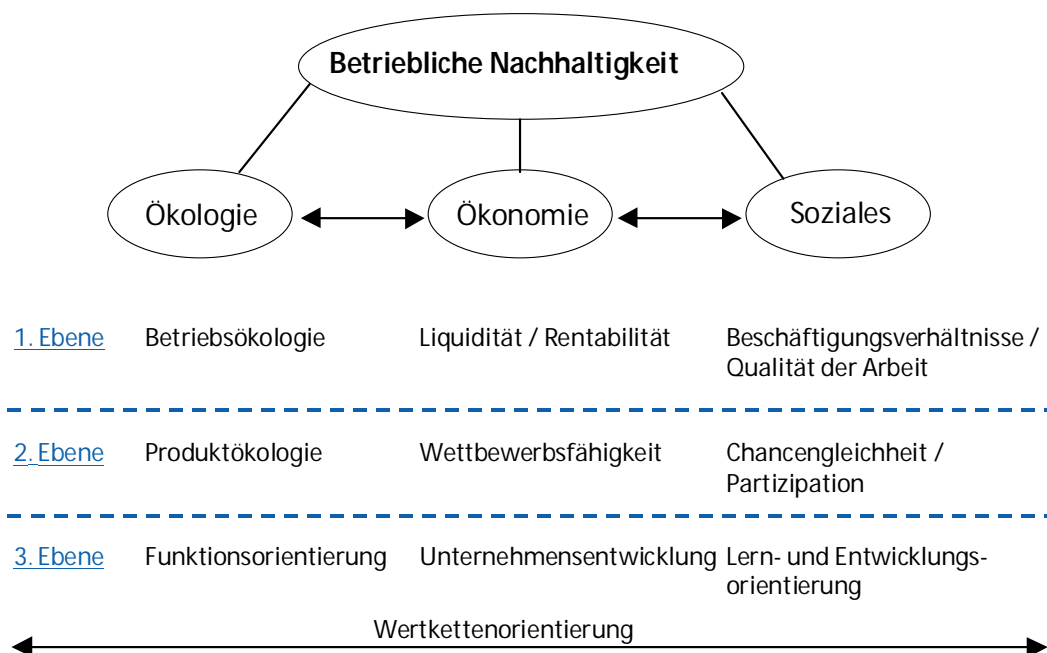 Betriebliche Nachhaltigkeit
Ökologie
Ökonomie
Soziales
1. Ebene
Betriebsökologie
Liquidität / Rentabilität
Beschäftigungsverhältnisse /
Qualität der Arbeit
2. Ebene
Produktökologie
Wettbewerbsfähigkeit
Chancengleichheit /
Partizipation
3. Ebene
Funktionsorientierung
Unternehmensentwicklung
Lern- und Entwicklungs-
orientierung
Wertkettenorientierung